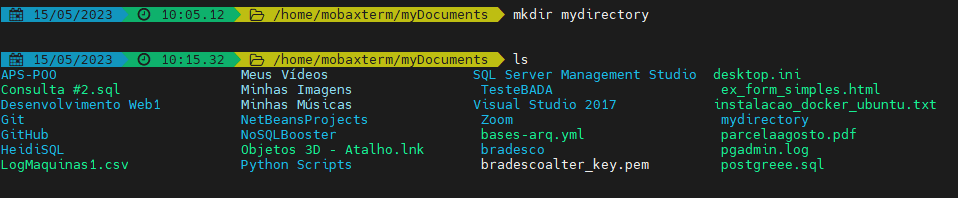 15/05/2023 10:05.12 /home/mobaxterm/myDocuments mkdir mydirectory
15/05/2023 10:15.32 /home/mobaxterm/myDocuments ls
APS-POO Meus Vídeos SQL Server Management Studio desktop.ini
Consulta #2.sql Minhas Imagens TesteBADA ex_form_simples.html
Desenvolvimento Web1 Minhas Músicas Visual Studio 2017 instalacao_docker_ubuntu.txt
Git NetBeansProjects Zoom mydirectory
GitHub NoSQLBooster bases-arq.yml parcelaagosto.pdf
HeidiSQL Objetos 3D - Atalho.lnk bradesco pgadmin.log
LogMaquinas1.csv Python Scripts bradescoalter_key.pem postgreee.sql